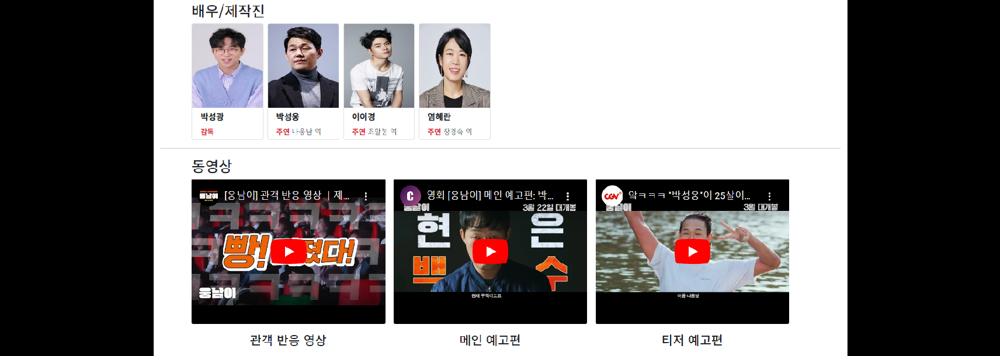 배우/제작진
박성광
감독
박성웅
주연 나웅남 역
이이경
주연 조말봉 역
염혜란
주연 장경숙 역
동영상
웅남이
[웅남이] 관객 반응 영상 ㅣ제...
빵! 졌다!
웅남이
C
영화 [웅남이] 메인 예고편: 박...
웅남이
3월 22일 대개봉
현 은
백 수
현재 무직이고요
CGV
앜ㅋㅋㅋ "박성웅"이 25살이...
웅남이
3월 대개봉
이름 나웅남
관객 반응 영상
메인 예고편
티저 예고편